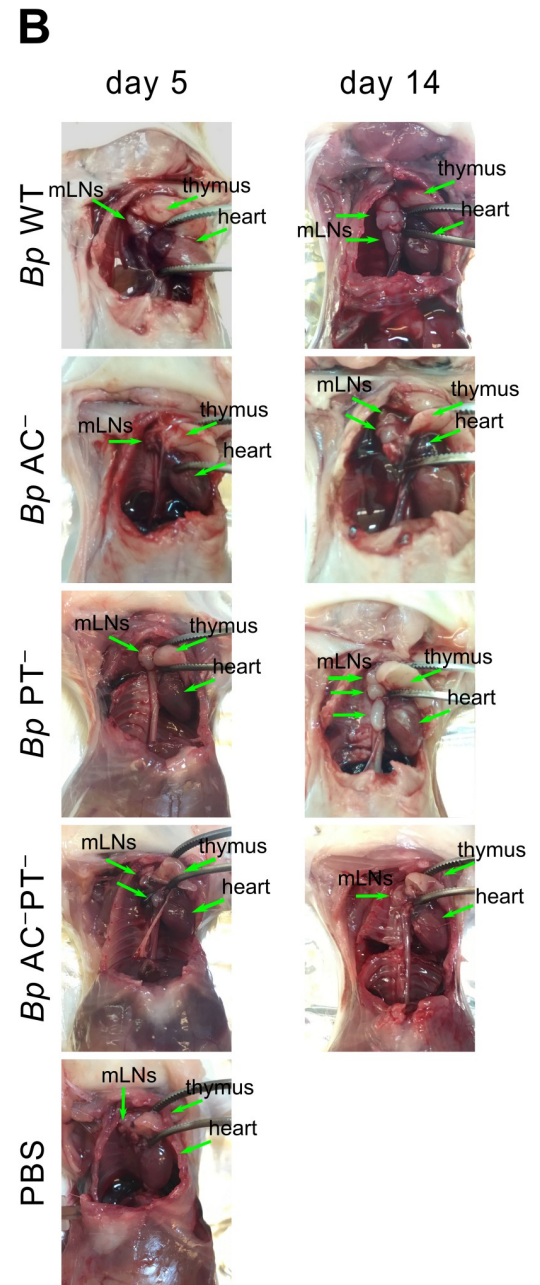 B
day 5 day 14
Bp WT
mLNs thymus heart
thymus heart mLNs
Bp AC⁻
mLNs thymus heart
mLNs thymus heart
Bp PT⁻
mLNs thymus heart
mLNs thymus heart
Bp AC⁻PT⁻
mLNs thymus heart
mLNs thymus heart
PBS
mLNs thymus heart